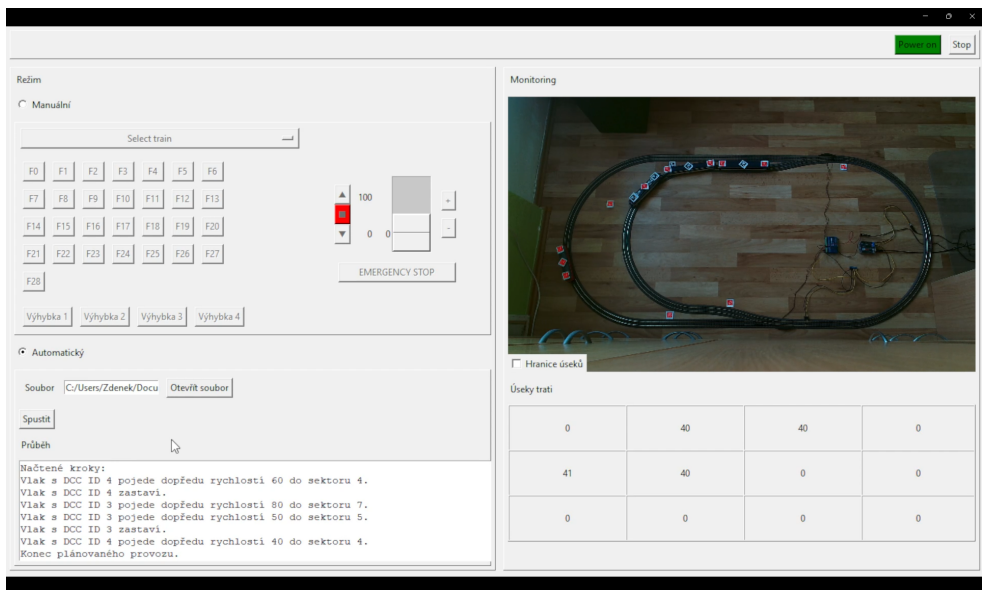 Power on Stop
Režim
Manuální
Select train
F0 F1 F2 F3 F4 F5 F6
F7 F8 F9 F10 F11 F12 F13
F14 F15 F16 F17 F18 F19 F20
F21 F22 F23 F24 F25 F26 F27
F28
100
0 0
+
-
EMERGENCY STOP
Výhybka 1 Výhybka 2 Výhybka 3 Výhybka 4
Automatický
Soubor C:/Users/Zdenek/Docu Otevřít soubor
Spustit
Průběh
Načtené kroky:
Vlak s DCC ID 4 pojede dopředu rychlostí 60 do sektoru 4.
Vlak s DCC ID 4 zastaví.
Vlak s DCC ID 3 pojede dopředu rychlostí 80 do sektoru 7.
Vlak s DCC ID 3 pojede dopředu rychlostí 50 do sektoru 5.
Vlak s DCC ID 3 zastaví.
Vlak s DCC ID 4 pojede dopředu rychlostí 40 do sektoru 4.
Konec plánovaného provozu.
Monitoring
Hranice úseků
Úseky trati
0 40 40 0
41 40 0 0
0 0 0 0